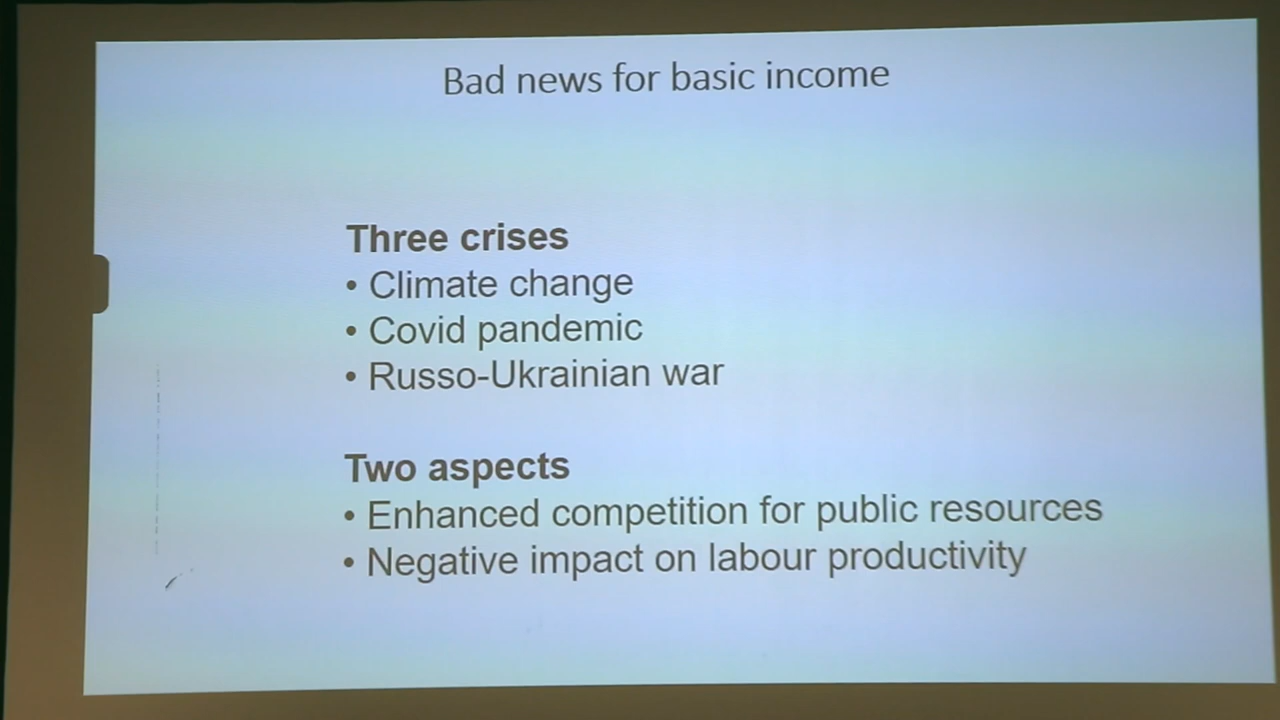 Bad news for basic income
Three crises
• Climate change
• Covid pandemic
• Russo-Ukrainian war
Two aspects
• Enhanced competition for public resources
• Negative impact on labour productivity